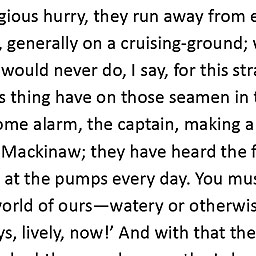 gious hurry, they run away from e
, generally on a cruising-ground;
would never do, I say, for this str
s thing have on those seamen in
ome alarm, the captain, making a
Mackinaw; they have heard the f
at the pumps every day. You mus
world of ours—watery or otherwis
ys, lively, now!’ And with that the